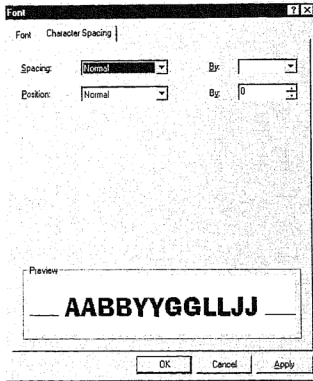 Font
Font Character Spacing
Spacing: Normal By:
Position: Normal By: 0
Preview
AABBYYGGLLJJ
OK Cancel Apply